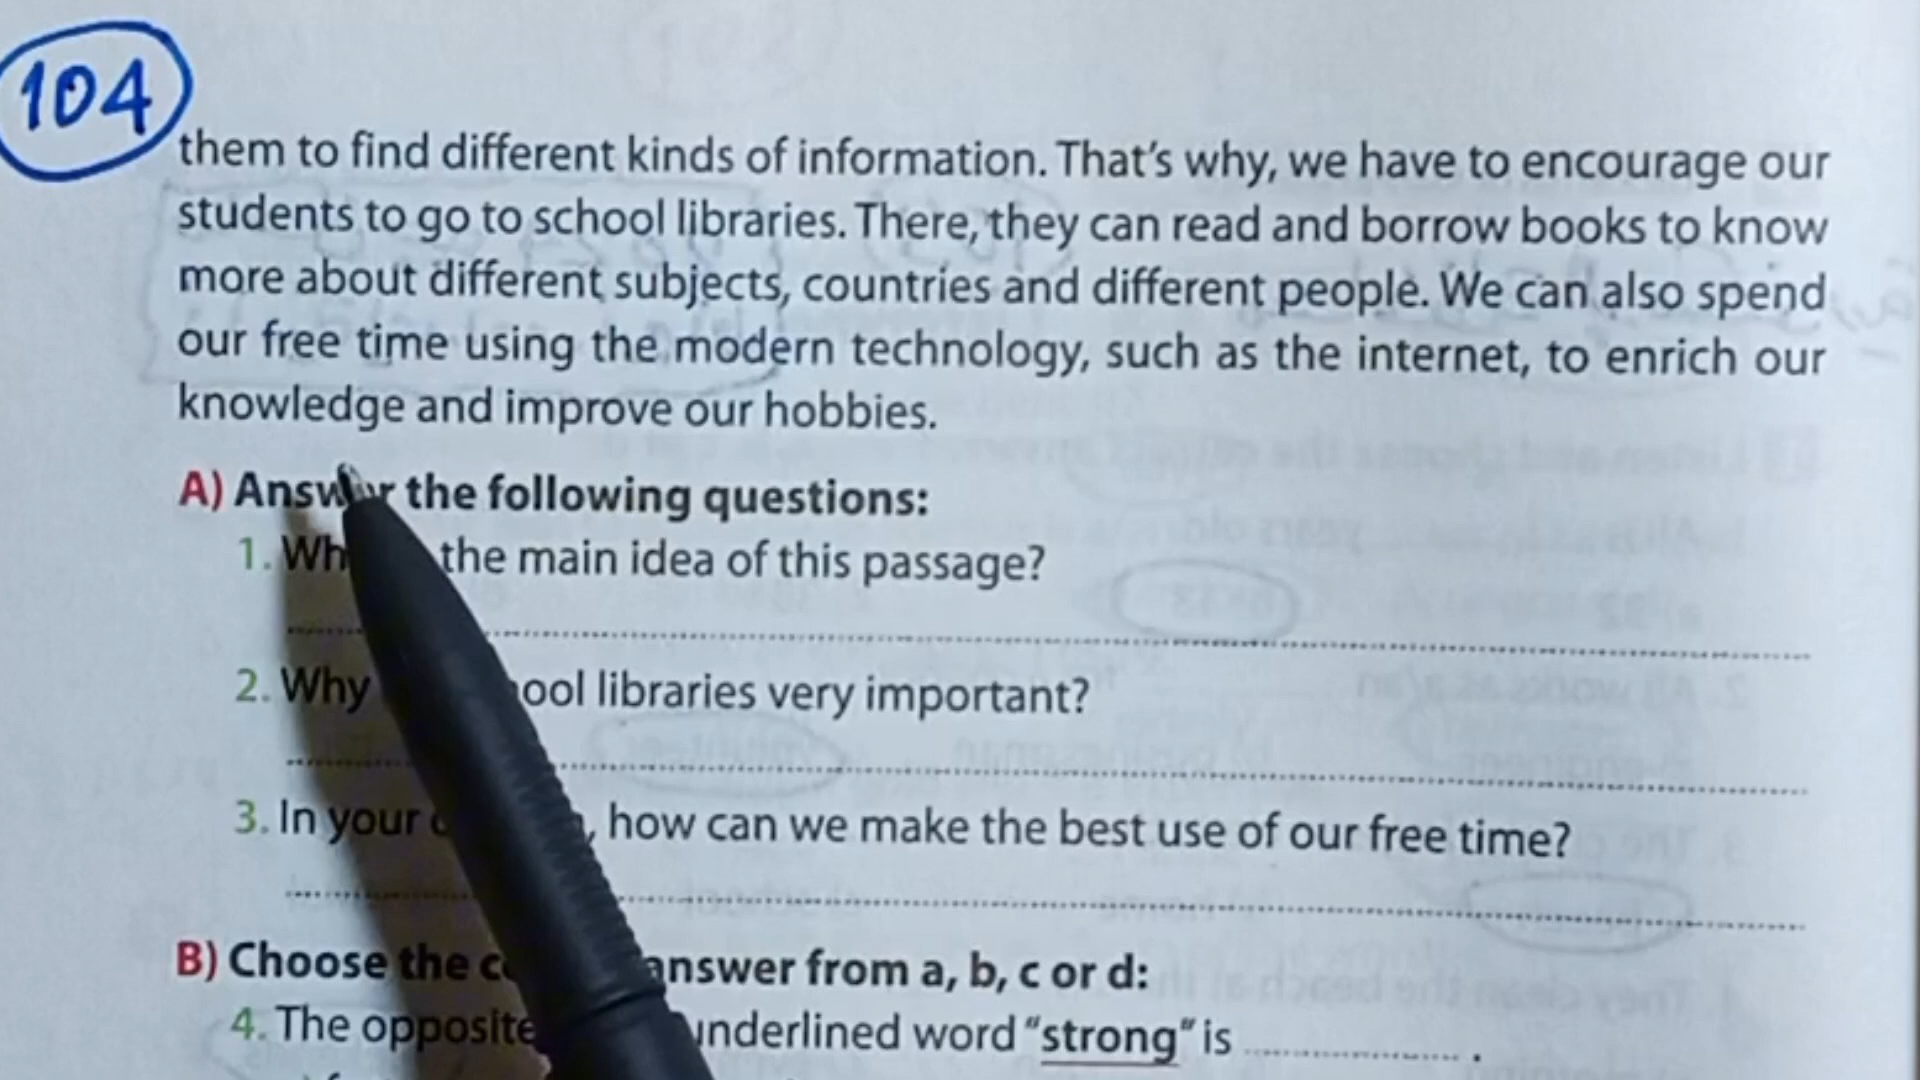 104
them to find different kinds of information. That's why, we have to encourage our
students to go to school libraries. There, they can read and borrow books to know
more about different subjects, countries and different people. We can also spend
our free time using the modern technology, such as the internet, to enrich our
knowledge and improve our hobbies.
A) Answer the following questions:
1. the main idea of this passage?
2. Why libraries very important?
3. In your , how can we make the best use of our free time?
B) Choose the answer from a, b, c or d:
4. The opposite underlined word "strong" is .